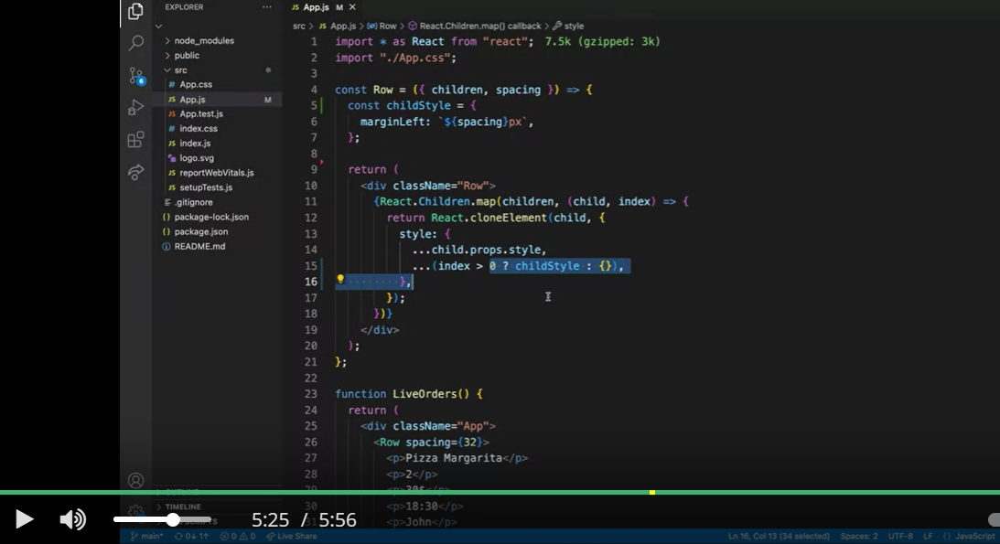 EXPLORER ...
node_modules
public
src
# App.css
JS App.js M
JS App.test.js
# index.css
JS index.js
logo.svg
JS reportWebVitals.js
JS setupTests.js
.gitignore
{} package-lock.json
{} package.json
README.md
TIMELINE
JS App.js M ×
src > JS App.js > Row > React.Children.map() callback > style
1 import * as React from "react"; 7.5k (gzipped: 3k)
2 import "./App.css";
3
4 const Row = ({ children, spacing }) => {
5 const childStyle = {
6 marginLeft: `${spacing}px`,
7 };
8
9 return (
10 <div className="Row">
11 {React.Children.map(children, (child, index) => {
12 return React.cloneElement(child, {
13 style: {
14 ...child.props.style,
15 ...(index > 0 ? childStyle : {}),
16 },
17 });
18 })}
19 </div>
20 );
21 };
22
23 function LiveOrders() {
24 return (
25 <div className="App">
26 <Row spacing={32}>
27 <p>Pizza Margarita</p>
28 <p>2</p>
29 <p>30$</p>
30 <p>18:30</p>
31 <p>John</p>
5:25 / 5:56
main* 0↓ 1↑ 0 0 Live Share
Ln 16, Col 13 (34 selected) Spaces: 2 UTF-8 LF {} JavaScript